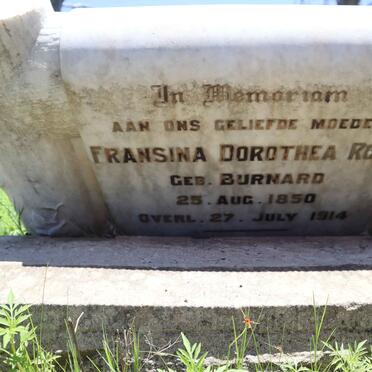 In Memoriam
AAN ONS GELIEFDE MOEDE
FRANSINA DOROTHEA
GEB. BURNARD
25. AUG. 1850
OVERL. 27. JULY 1914